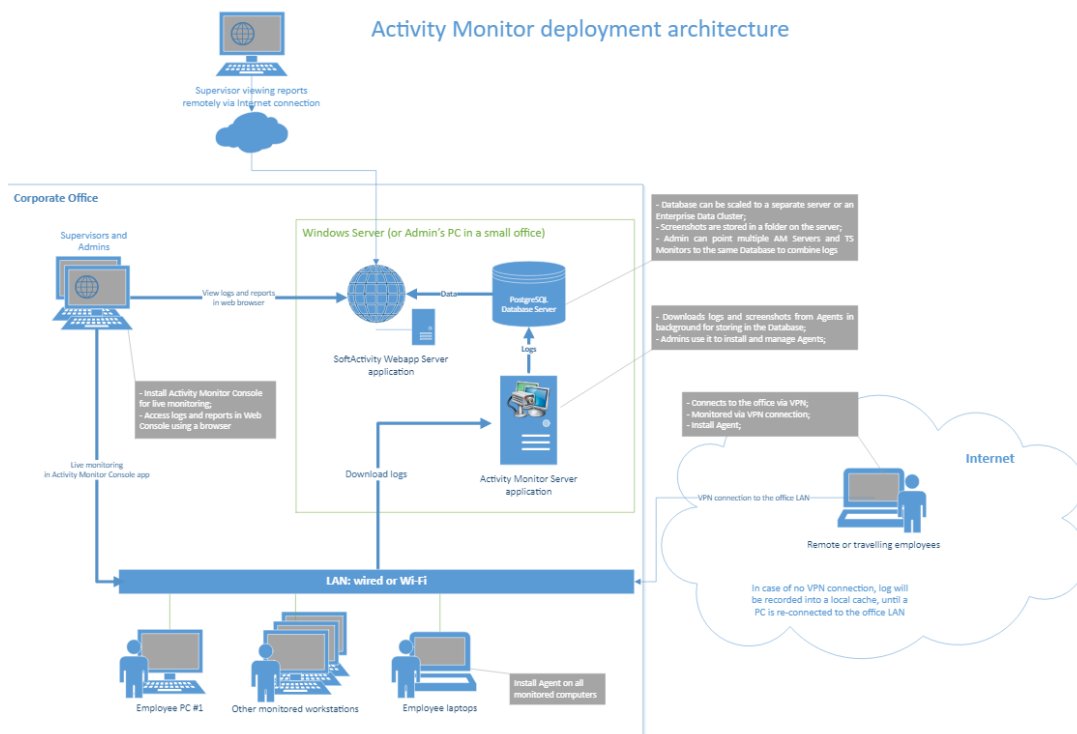 Activity Monitor deployment architecture
Supervisor viewing reports
remotely via Internet connection
Corporate Office
Supervisors and
Admins
Windows Server (or Admin's PC in a small office)
- Database can be scaled to a separate server or an
Enterprise Data Cluster;
- Screenshots are stored in a folder on the server;
- Admin can point multiple AM Servers and TS
Monitors to the same Database to combine logs
View logs and reports
in web browser
Data
PostgreSQL
Database Server
SoftActivity Webapp Server
application
Logs
- Downloads logs and screenshots from Agents in
background for storing in the Database;
- Admins use it to install and manage Agents;
- Install Activity Monitor Console
for live monitoring;
- Access logs and reports in Web
Console using a browser
- Connects to the office via VPN;
- Monitored via VPN connection;
- Install Agent;
Live monitoring
in Activity Monitor Console app
Download logs
Activity Monitor Server
application
Internet
VPN connection to the office LAN
Remote or travelling employees
LAN: wired or Wi-Fi
In case of no VPN connection, log will
be recorded into a local cache, until a
PC is re-connected to the office LAN
Install Agent on all
monitored computers
Employee PC #1
Other monitored workstations
Employee laptops